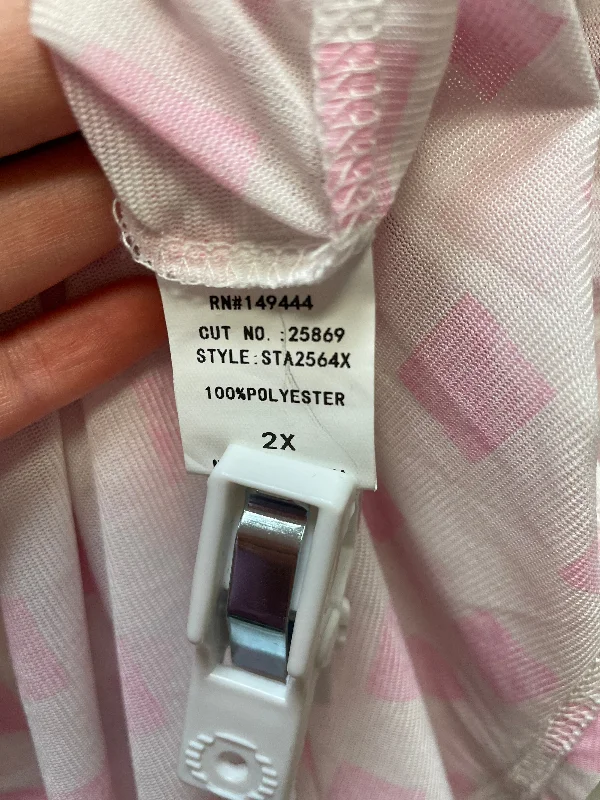 RN#149444
CUT NO.:25869
STYLE:STA2564X
100%POLYESTER
2X